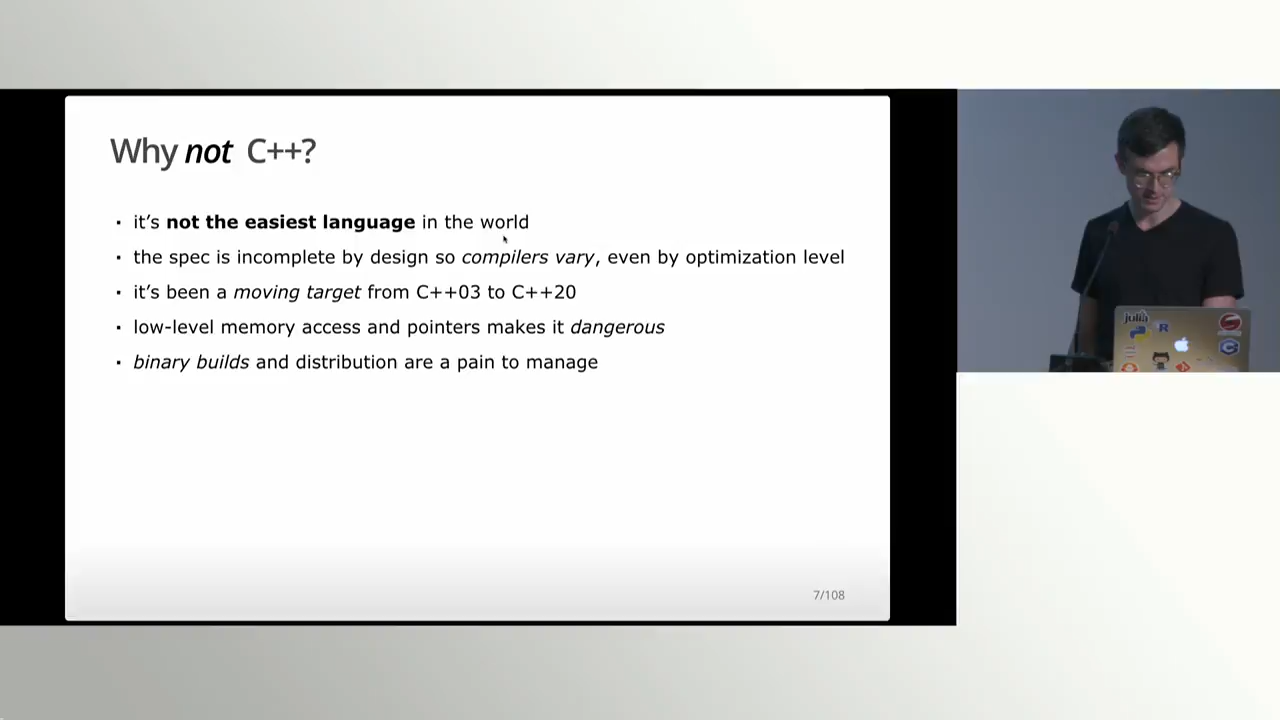 Why not C++?
· it's not the easiest language in the world
· the spec is incomplete by design so compilers vary, even by optimization level
· it's been a moving target from C++03 to C++20
· low-level memory access and pointers makes it dangerous
· binary builds and distribution are a pain to manage
7/108
julia
R